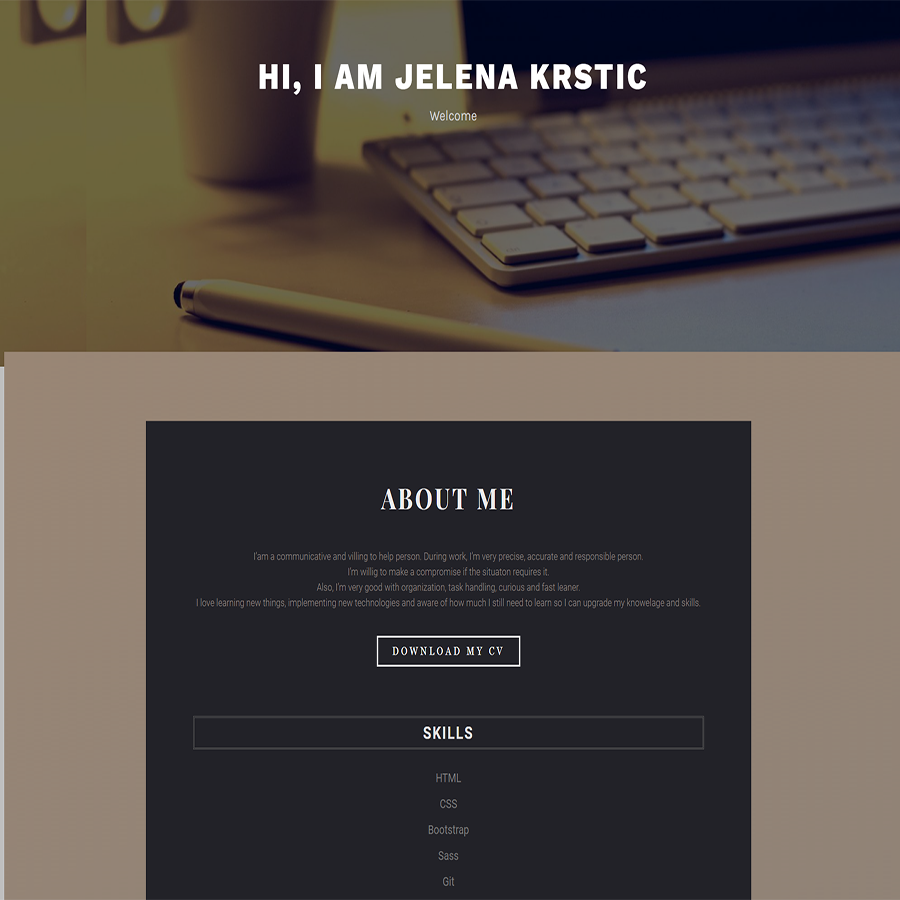 HI, I AM JELENA KRSTIC
Welcome
ABOUT ME
I'am a communicative and villing to help person. During work, I'm very precise, accurate and responsible person.
I'm willig to make a compromise if the situaton requires it.
Also, I'm very good with organization, task handling, curious and fast leaner.
I love learning new things, implementing new technologies and aware of how much I still need to learn so I can upgrade my knowelage and skills.
DOWNLOAD MY CV
SKILLS
HTML
CSS
Bootstrap
Sass
Git